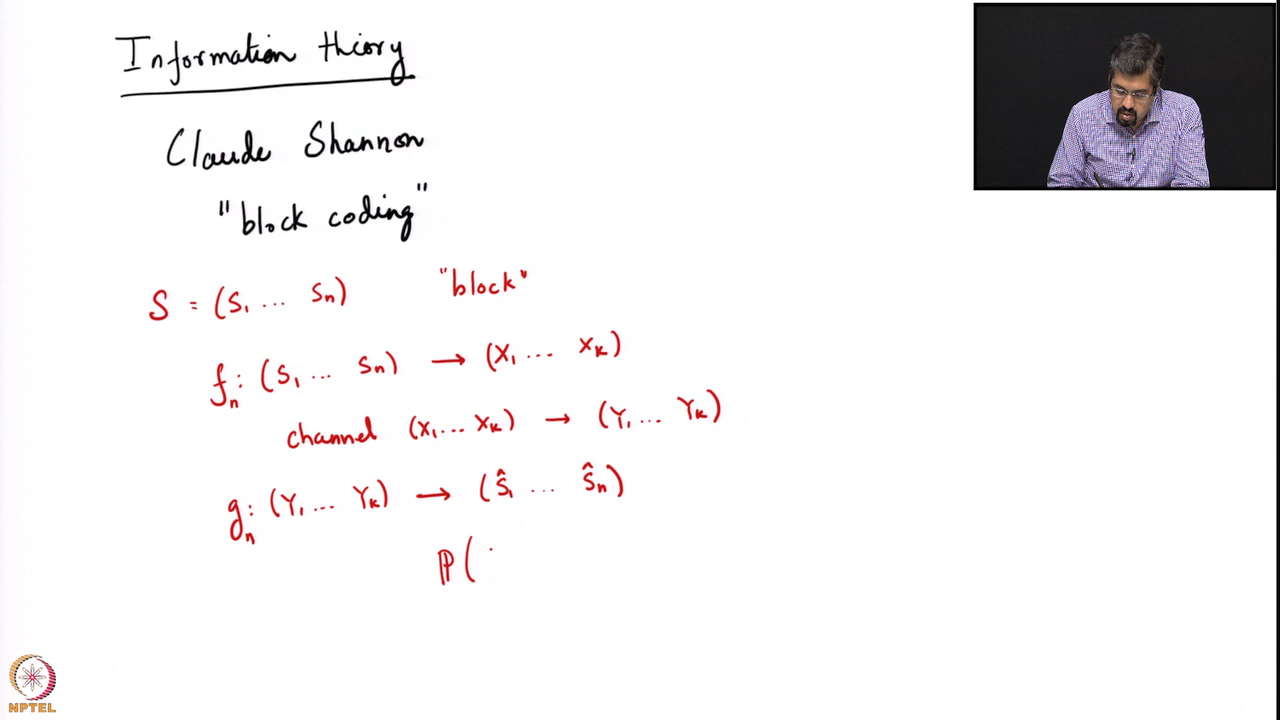 Information thiory
Claude Shannon
"block coding"
S = (S₁ ... Sₙ) "block"
fₙ: (S₁ ... Sₙ) → (X₁ ... Xₖ)
channel (X₁ ... Xₖ) → (Y₁ ... Yₖ)
gₙ: (Y₁ ... Yₖ) → (Ŝ₁ ... Ŝₙ)
ℙ(
NPTEL